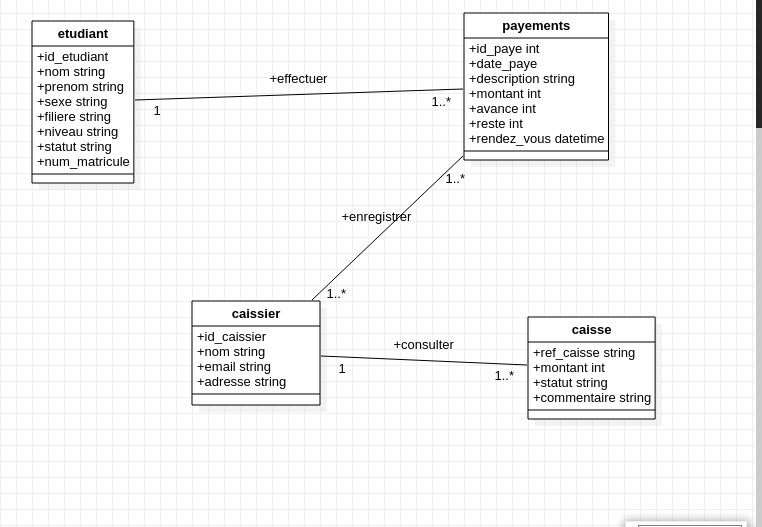 etudiant
+id_etudiant
+nom string
+prenom string
+sexe string
+filiere string
+niveau string
+statut string
+num_matricule
+effectuer
1
1..*
payements
+id_paye int
+date_paye
+description string
+montant int
+avance int
+reste int
+rendez_vous datetime
1..*
+enregistrer
1..*
caissier
+id_caissier
+nom string
+email string
+adresse string
+consulter
1
1..*
caisse
+ref_caisse string
+montant int
+statut string
+commentaire string